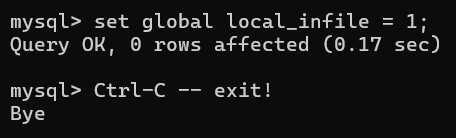 mysql> set global local_infile = 1;
Query OK, 0 rows affected (0.17 sec)
mysql> Ctrl-C -- exit!
Bye